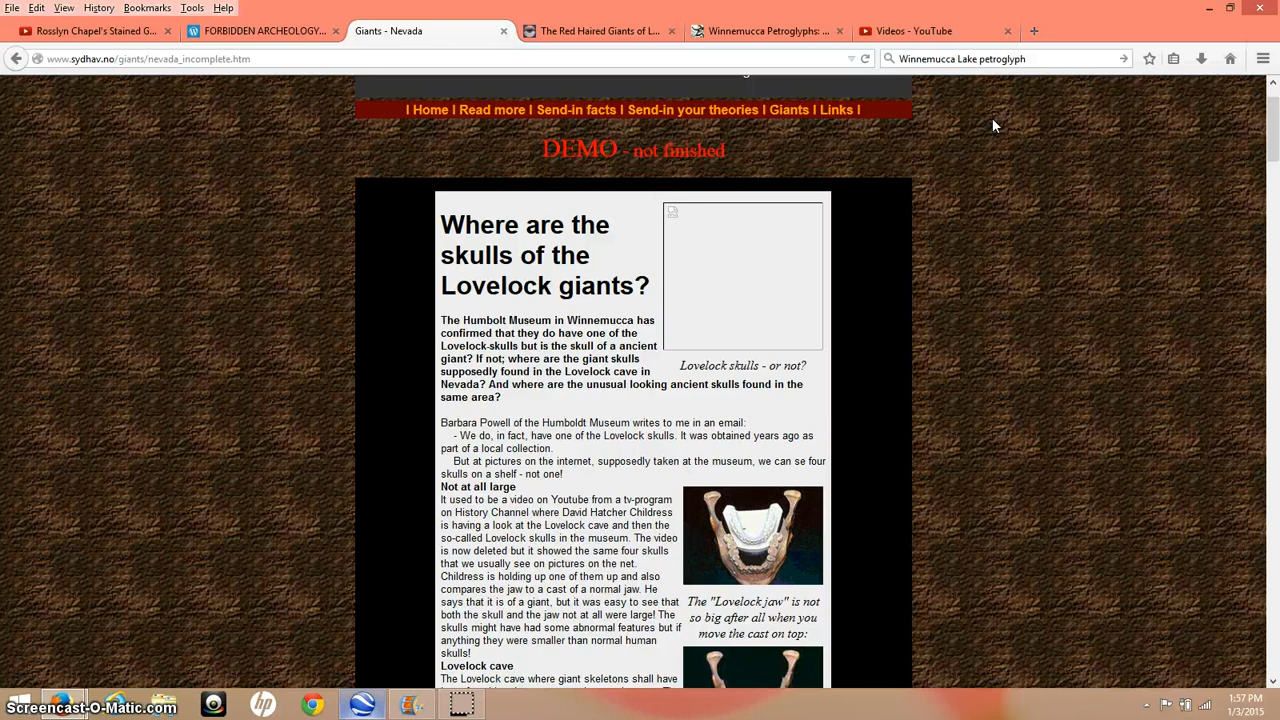 File Edit View History Bookmarks Tools Help
Rosslyn Chapel's Stained G... FORBIDDEN ARCHEOLOGY... Giants - Nevada The Red Haired Giants of L... Winnemucca Petroglyphs: ... Videos - YouTube
www.sydhav.no/giants/nevada_incomplete.htm Winnemucca Lake petroglyph
I Home I Read more I Send-in facts I Send-in your theories I Giants I Links I
DEMO - not finished
Where are the
skulls of the
Lovelock giants?
The Humbolt Museum in Winnemucca has
confirmed that they do have one of the
Lovelock-skulls but is the skull of a ancient
giant? If not; where are the giant skulls
supposedly found in the Lovelock cave in
Nevada? And where are the unusual looking ancient skulls found in the
same area?
Lovelock skulls - or not?
Barbara Powell of the Humboldt Museum writes to me in an email:
- We do, in fact, have one of the Lovelock skulls. It was obtained years ago as
part of a local collection.
But at pictures on the internet, supposedly taken at the museum, we can se four
skulls on a shelf - not one!
Not at all large
It used to be a video on Youtube from a tv-program
on History Channel where David Hatcher Childress
is having a look at the Lovelock cave and then the
so-called Lovelock skulls in the museum. The video
is now deleted but it showed the same four skulls
that we usually see on pictures on the net.
Childress is holding up one of them up and also
compares the jaw to a cast of a normal jaw. He
says that it is of a giant, but it was easy to see that
both the skull and the jaw not at all were large! The
skulls might have had some abnormal features but if
anything they were smaller than normal human
skulls!
The "Lovelock jaw" is not
so big after all when you
move the cast on top:
Lovelock cave
The Lovelock cave where giant skeletons shall have
hp
Screencast-O-Matic.com
1:57 PM
1/3/2015